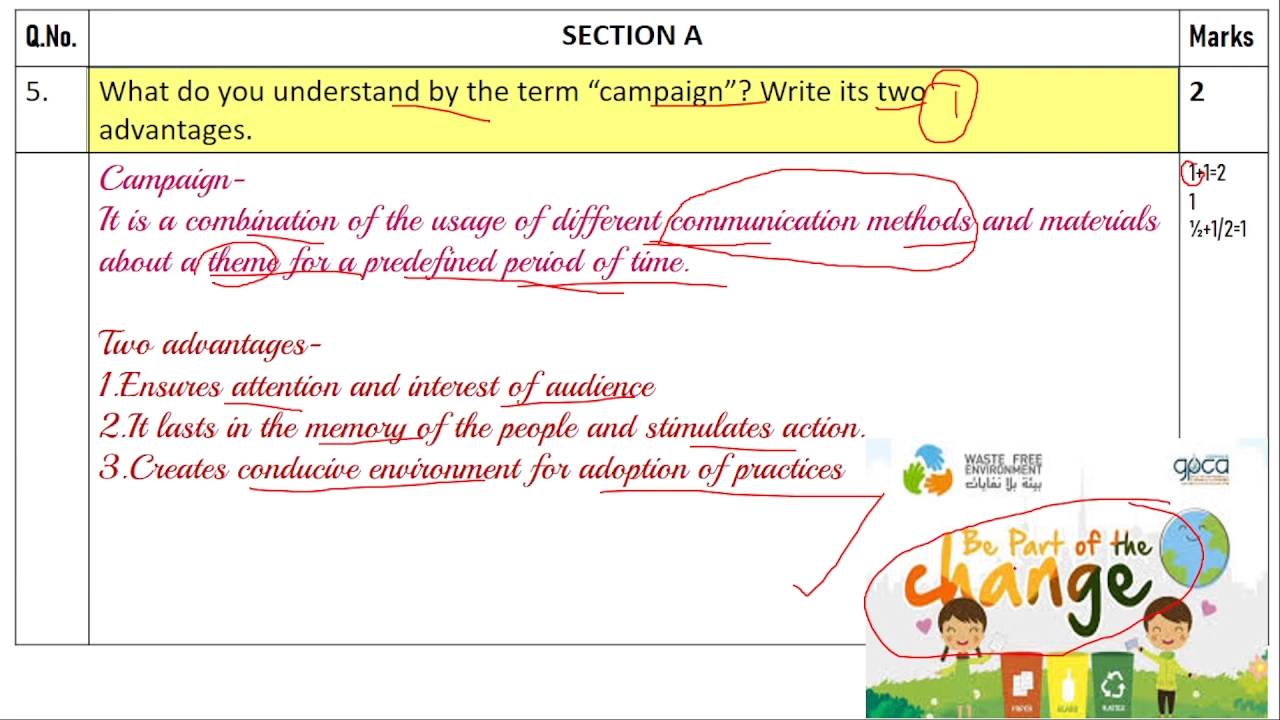 Q.No. SECTION A Marks
5. What do you understand by the term “campaign”? Write its two 1 2
advantages.
Campaign- 1+1=2
1
It is a combination of the usage of different communication methods and materials ½+1/2=1
about a theme for a predefined period of time.
Two advantages-
1.Ensures attention and interest of audience
2.It lasts in the memory of the people and stimulates action.
3.Creates conducive environment for adoption of practices
WASTE FREE
ENVIRONMENT
بيئة بلا نفايات
gpca
Be Part of the
change
PAPER GLASS PLASTICS